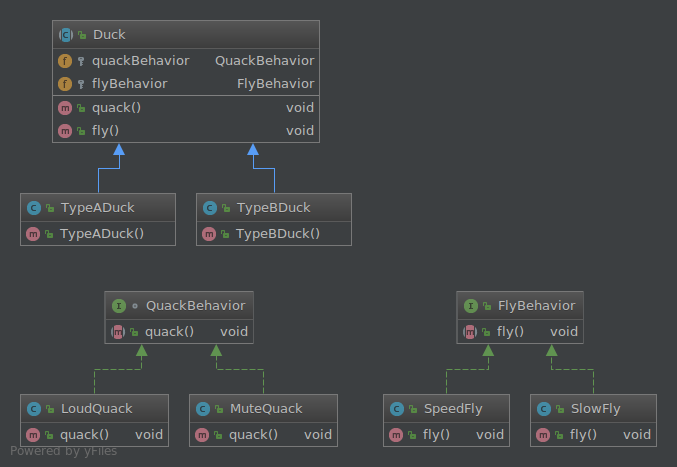 Duck
quackBehavior QuackBehavior
flyBehavior FlyBehavior
quack() void
fly() void
TypeADuck
TypeADuck()
TypeBDuck
TypeBDuck()
QuackBehavior
quack() void
FlyBehavior
fly() void
LoudQuack
quack() void
MuteQuack
quack() void
SpeedFly
fly() void
SlowFly
fly() void
Powered by yFiles